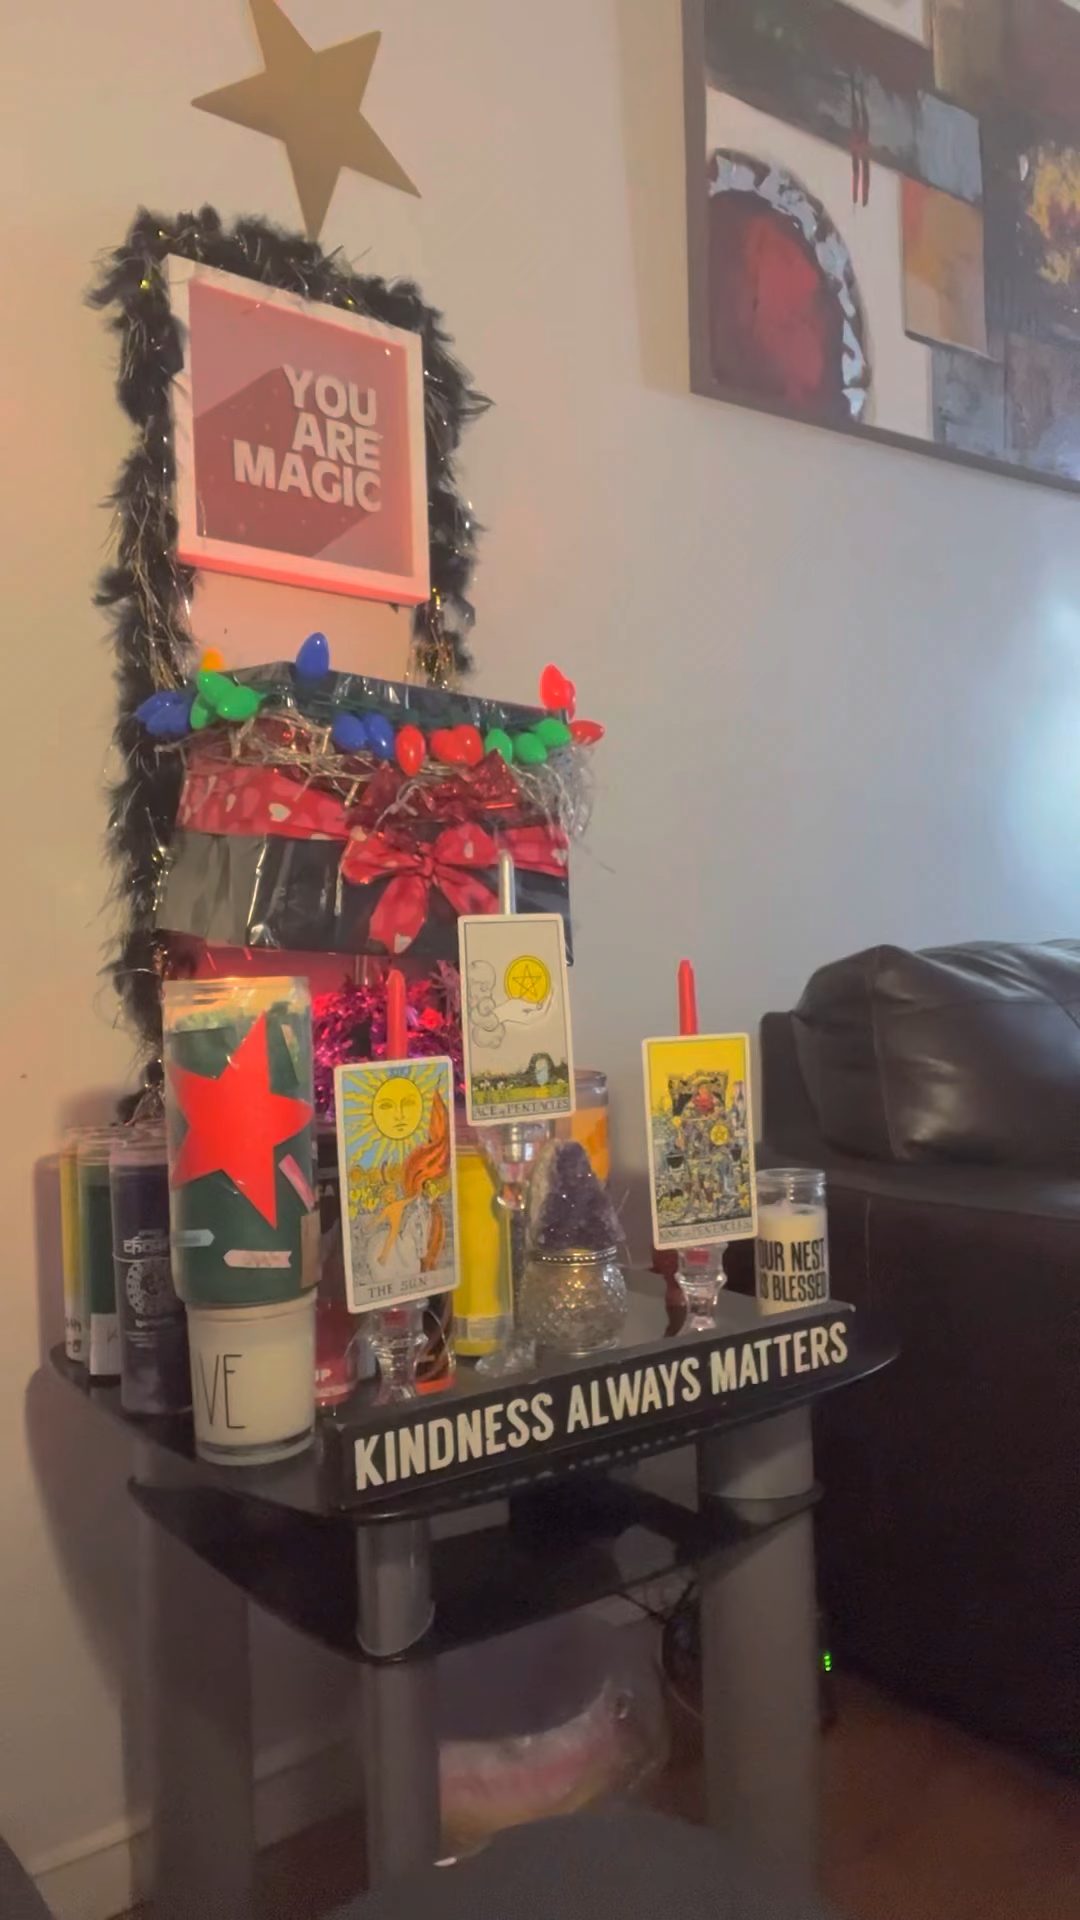 YOU
ARE
MAGIC
ACE of PENTACLES
KING of PENTACLES
THE SUN.
OUR NEST
IS BLESSED
VE
UP
KINDNESS ALWAYS MATTERS